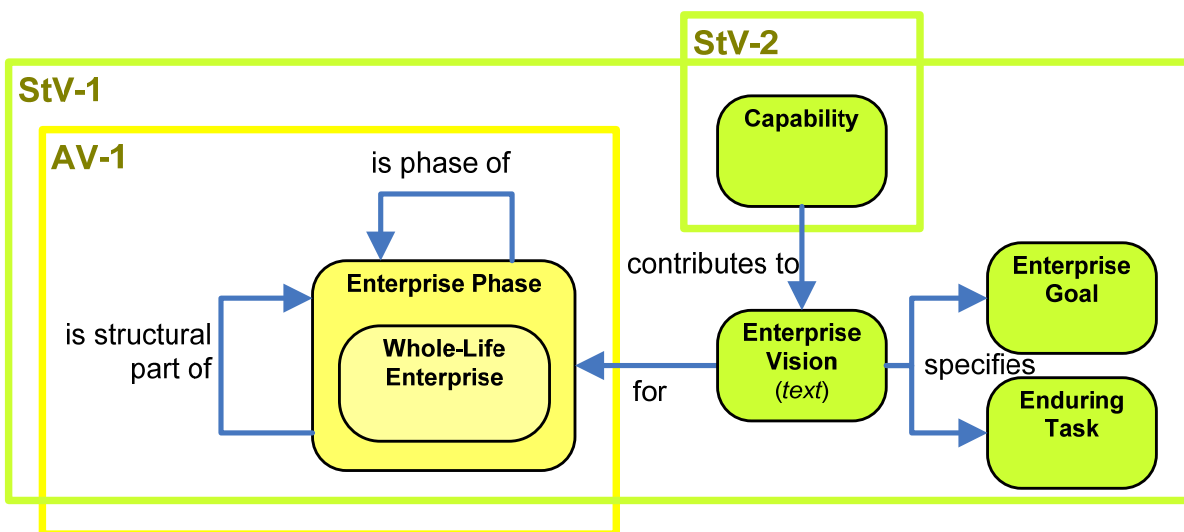 StV-2
StV-1
Capability
AV-1
is phase of
contributes to
Enterprise Phase
Enterprise
Goal
is structural
part of
Whole-Life
Enterprise
Enterprise
Vision
(text)
for
specifies
Enduring
Task